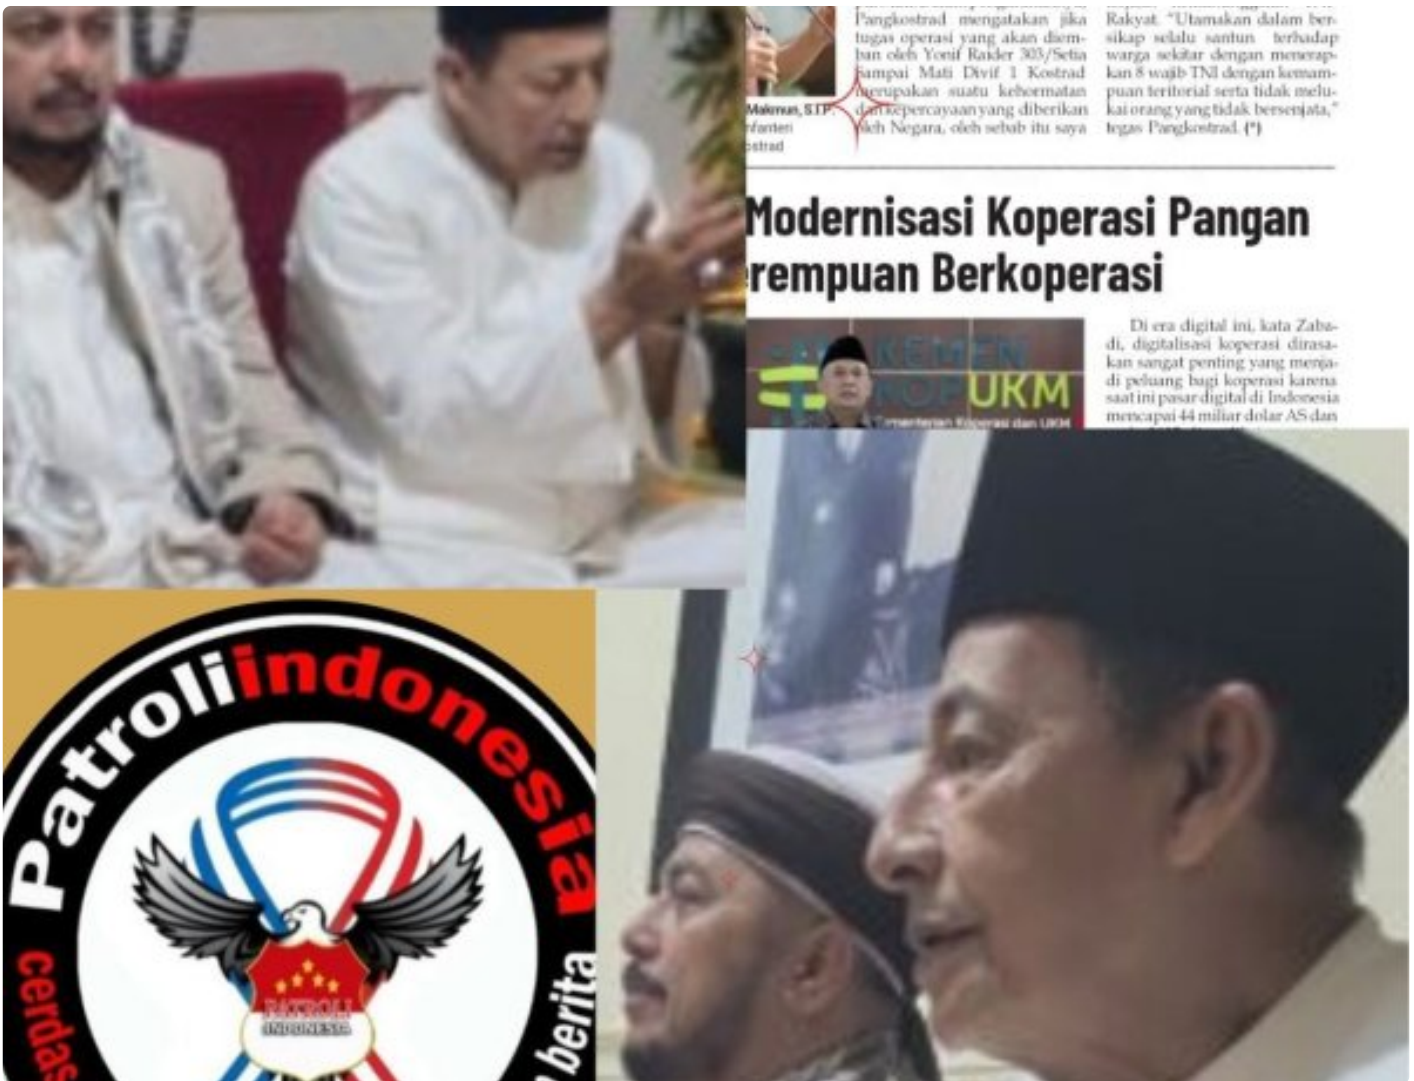 Pangkostrad mengatakan jika
tugas operasi yang akan diem-
ban oleh Yonif Raider 303/Setia
Sampai Mati Divif 1 Kostrad
merupakan suatu kehormatan
dan kepercayaan yang diberikan
oleh Negara, oleh sebab itu saya
Rakyat. "Utamakan dalam ber-
sikap selalu santun terhadap
warga sekitar dengan menerap-
kan 8 wajib TNI dengan kemam-
puan teritorial serta tidak melu-
kai orang yang tidak bersenjata,"
tegas Pangkostrad. (*)
Makmun, S.I.P.
nfanteri
ostrad
Modernisasi Koperasi Pangan
erempuan Berkoperasi
KEMEN
KOPUKM
Kementerian Koperasi dan UKM
Di era digital ini, kata Zaba-
di, digitalisasi koperasi dirasa-
kan sangat penting yang menja-
di peluang bagi koperasi karena
saat ini pasar digital di Indonesia
mencapai 44 miliar dolar AS dan
Patroliindonesia
cerdas
berita
PATROLI
INDONESIA